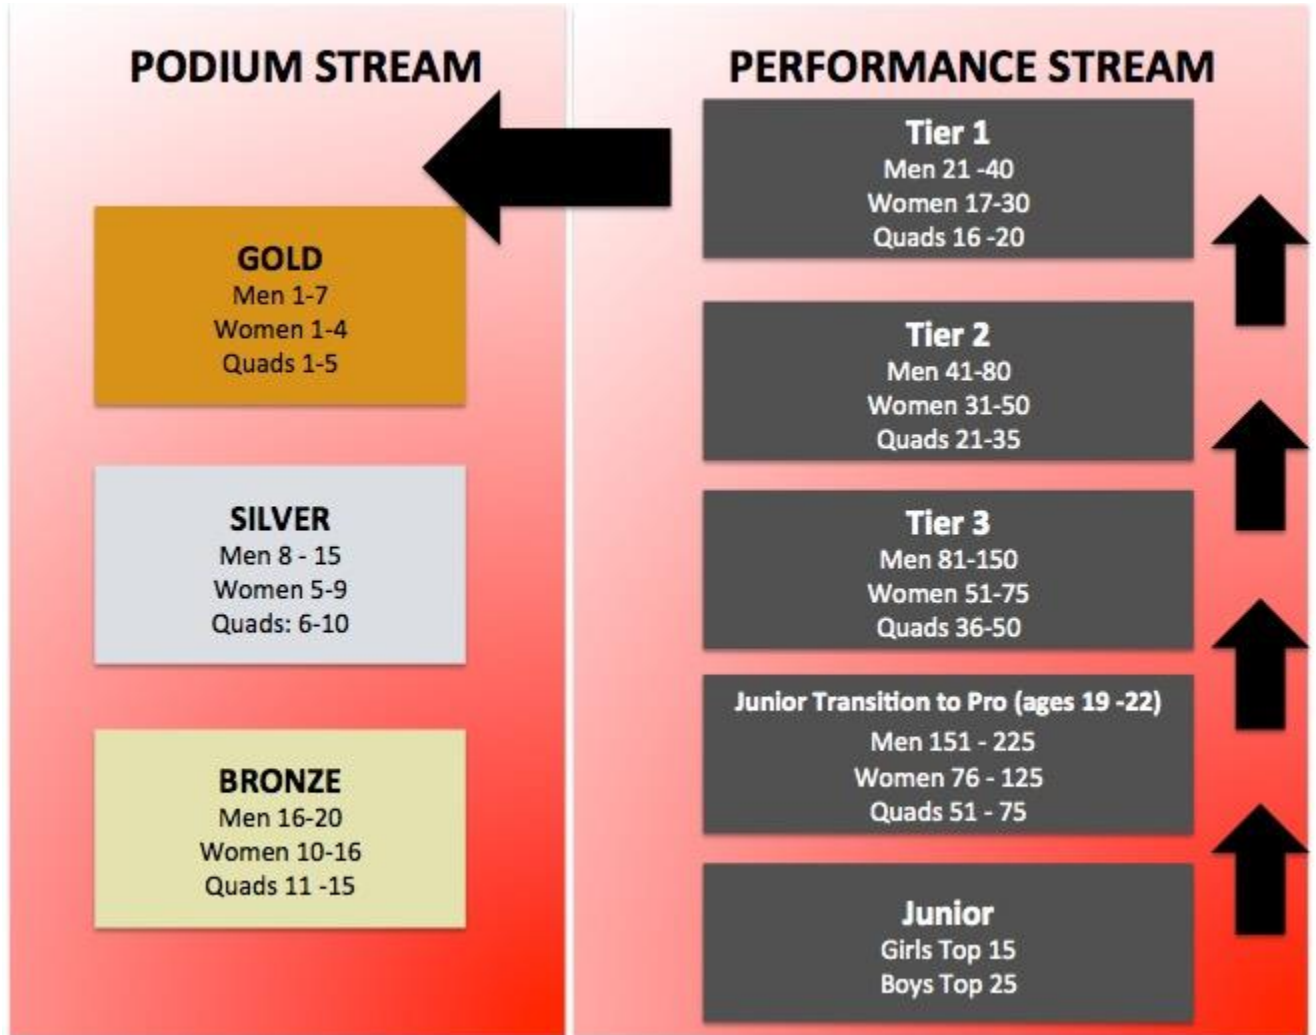 PODIUM STREAM
GOLD
Men 1-7
Women 1-4
Quads 1-5
SILVER
Men 8 - 15
Women 5-9
Quads: 6-10
BRONZE
Men 16-20
Women 10-16
Quads 11 -15
PERFORMANCE STREAM
Tier 1
Men 21 -40
Women 17-30
Quads 16 -20
Tier 2
Men 41-80
Women 31-50
Quads 21-35
Tier 3
Men 81-150
Women 51-75
Quads 36-50
Junior Transition to Pro (ages 19 -22)
Men 151 - 225
Women 76 - 125
Quads 51 - 75
Junior
Girls Top 15
Boys Top 25